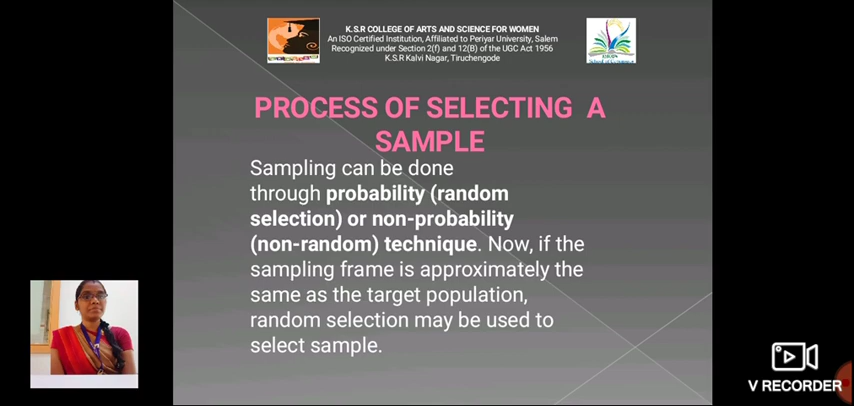 K.S.R COLLEGE OF ARTS AND SCIENCE FOR WOMEN
An ISO Certified Institution, Affiliated to Periyar University, Salem
Recognized under Section 2(f) and 12(B) of the UGC Act 1956
K.S.R Kalvi Nagar, Tiruchengode
PROCESS OF SELECTING A
SAMPLE
Sampling can be done
through probability (random
selection) or non-probability
(non-random) technique. Now, if the
sampling frame is approximately the
same as the target population,
random selection may be used to
select sample.
V RECORDER